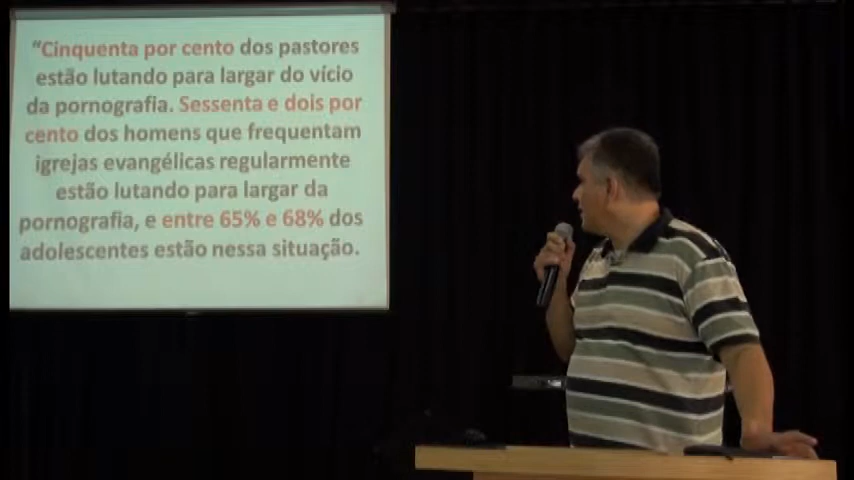 “Cinquenta por cento dos pastores
estão lutando para largar do vício
da pornografia. Sessenta e dois por
cento dos homens que frequentam
igrejas evangélicas regularmente
estão lutando para largar da
pornografia, e entre 65% e 68% dos
adolescentes estão nessa situação.